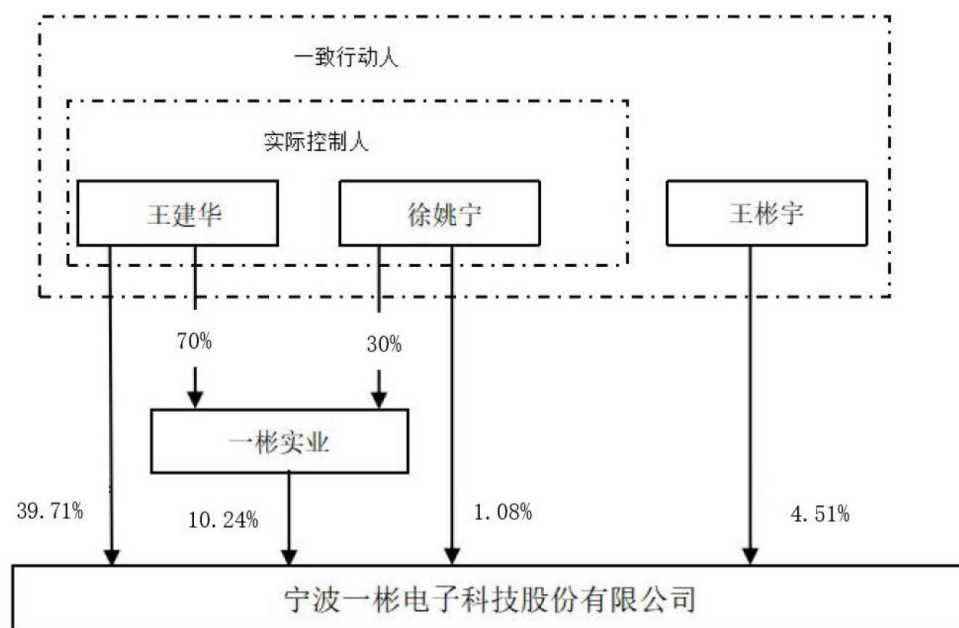 一致行动人
实际控制人
王建华
徐姚宁
王彬宇
70%
30%
一彬实业
39.71%
10.24%
1.08%
4.51%
宁波一彬电子科技股份有限公司